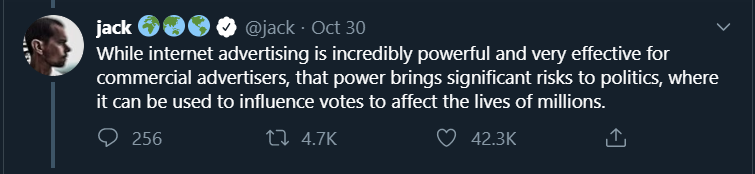 jack 🌍🌏🌎 @jack · Oct 30
While internet advertising is incredibly powerful and very effective for
commercial advertisers, that power brings significant risks to politics, where
it can be used to influence votes to affect the lives of millions.
256 4.7K 42.3K